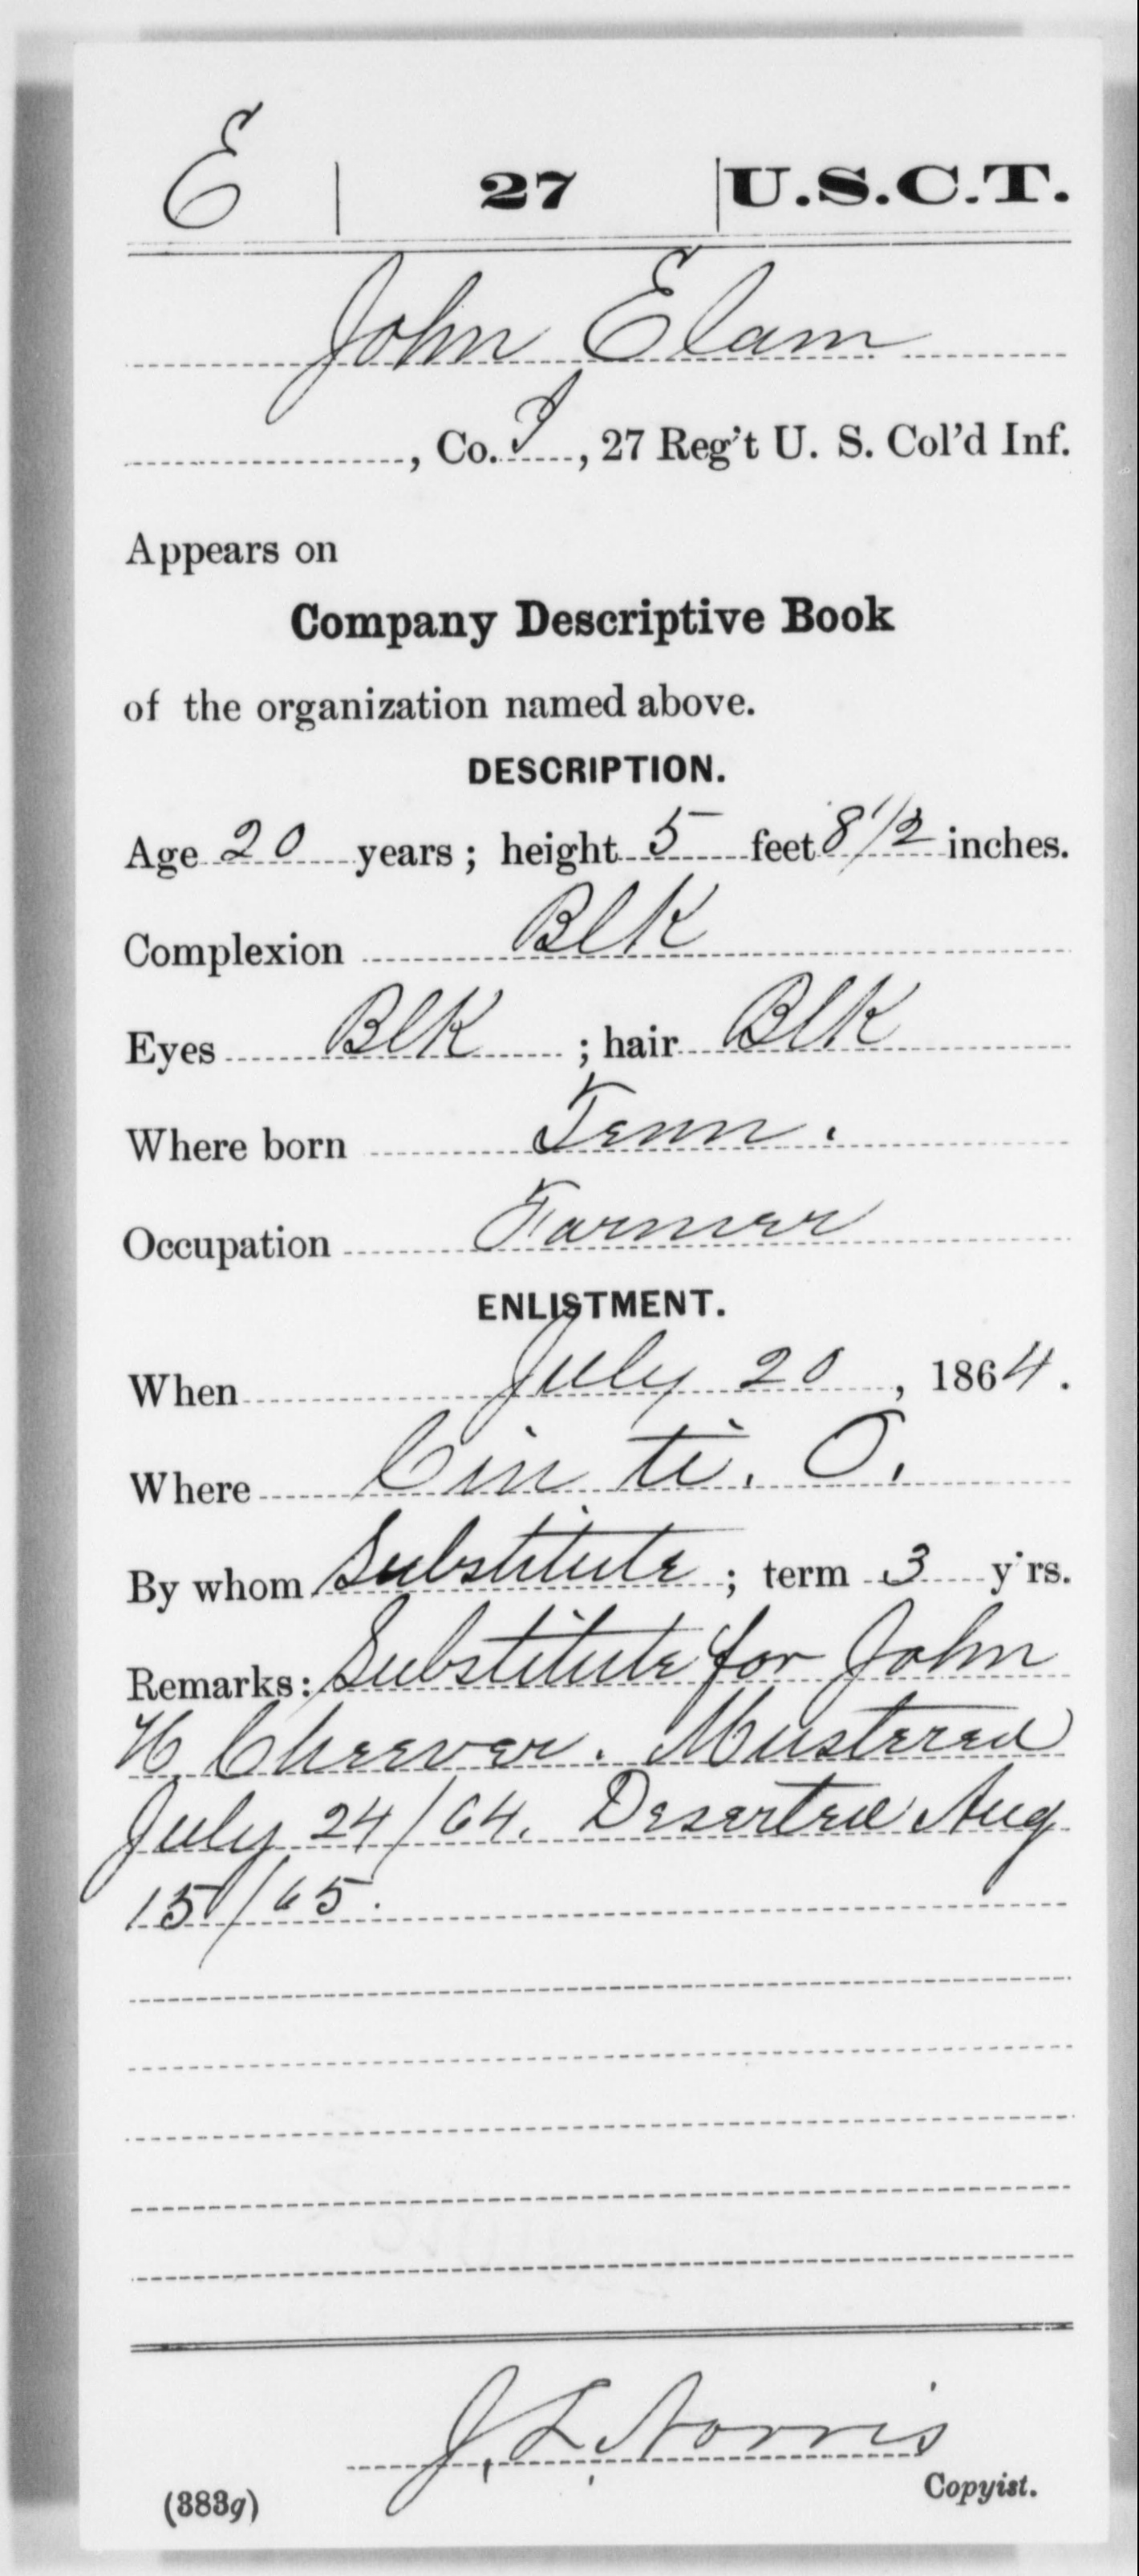 E | 27 | U.S.C.T.
John Elam
, Co. I, 27 Reg't U. S. Col'd Inf.
Appears on
Company Descriptive Book
of the organization named above.
DESCRIPTION.
Age 20 years; height 5 feet 8 1/2 inches.
Complexion Blk
Eyes Blk ; hair Blk
Where born Tenn.
Occupation Farmer
ENLISTMENT.
When July 20, 1864.
Where Cin ti. O.
By whom Substitute; term 3 y'rs.
Remarks: Substitute for John
H. Cheever. Mustered
July 24/64. Deserted Aug
15/65.
J. L. Norris
Copyist.
(383g)